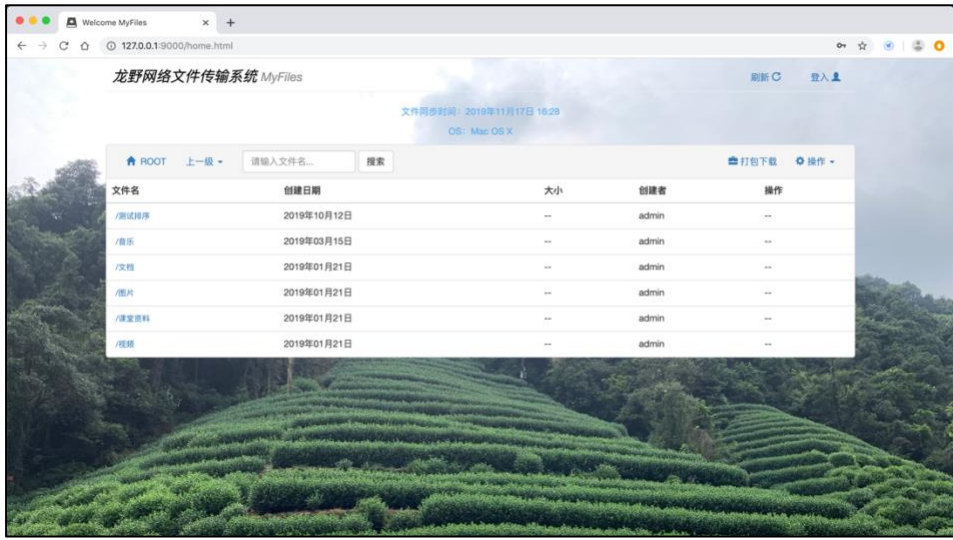 Welcome MyFiles
127.0.0.1:9000/home.html
龙野网络文件传输系统 MyFiles 刷新 登入
文件同步时间：2019年11月17日 16:28
OS：Mac OS X
ROOT 上一级 请输入文件名... 搜索 打包下载 操作
文件名 创建日期 大小 创建者 操作
/测试排序 2019年10月12日 -- admin --
/音乐 2019年03月15日 -- admin --
/文档 2019年01月21日 -- admin --
/图片 2019年01月21日 -- admin --
/课堂资料 2019年01月21日 -- admin --
/视频 2019年01月21日 -- admin --